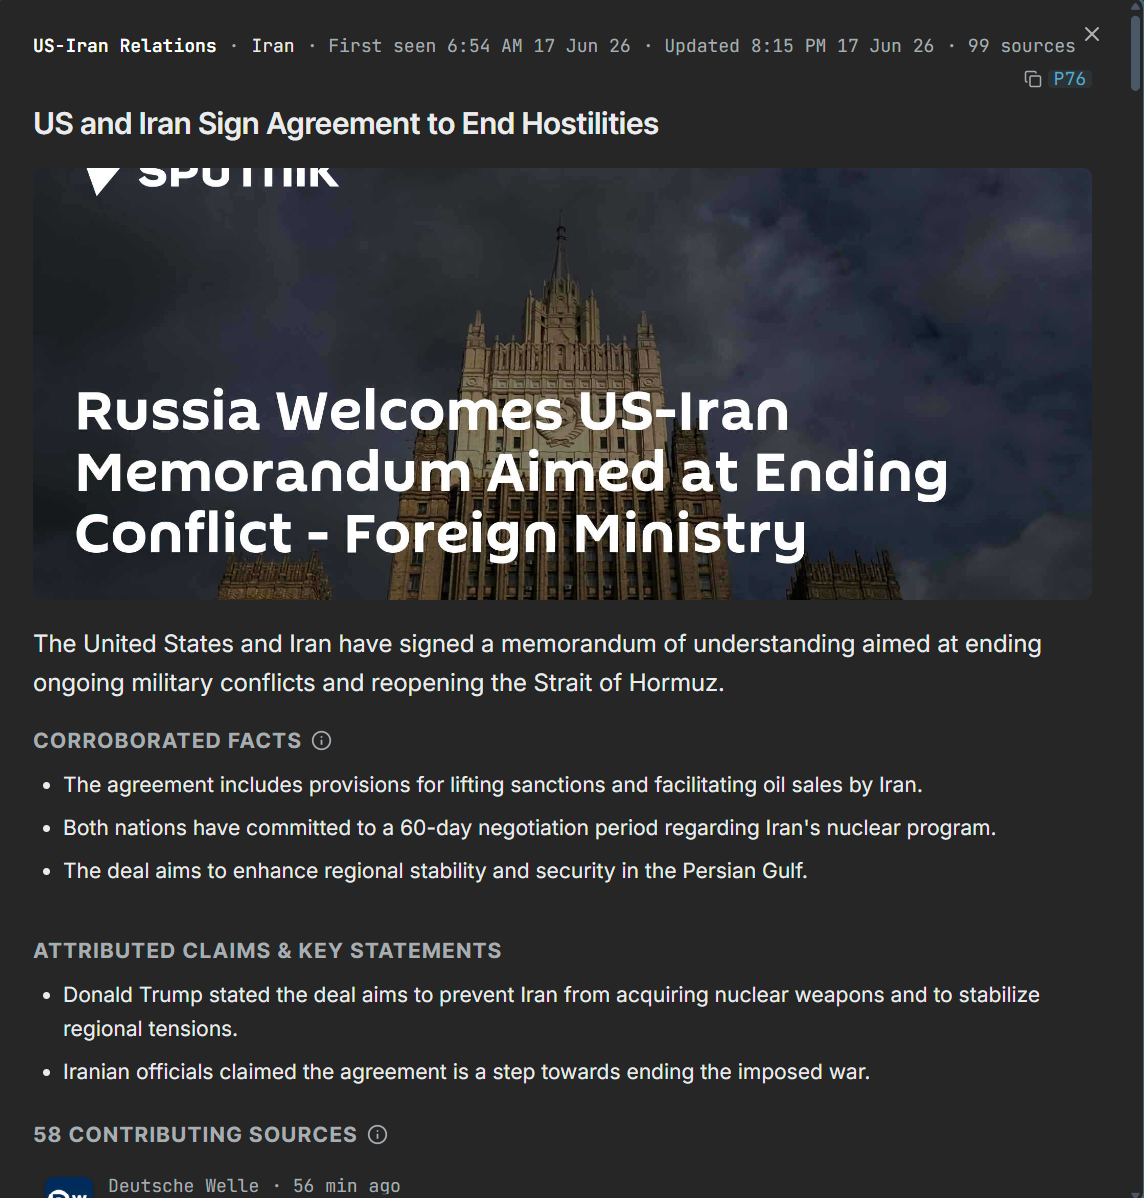 US-Iran Relations · Iran · First seen 6:54 AM 17 Jun 26 · Updated 8:15 PM 17 Jun 26 · 99 sources
P76
US and Iran Sign Agreement to End Hostilities
SPUTNIK
Russia Welcomes US-Iran
Memorandum Aimed at Ending
Conflict - Foreign Ministry
The United States and Iran have signed a memorandum of understanding aimed at ending
ongoing military conflicts and reopening the Strait of Hormuz.
CORROBORATED FACTS
• The agreement includes provisions for lifting sanctions and facilitating oil sales by Iran.
• Both nations have committed to a 60-day negotiation period regarding Iran's nuclear program.
• The deal aims to enhance regional stability and security in the Persian Gulf.
ATTRIBUTED CLAIMS & KEY STATEMENTS
• Donald Trump stated the deal aims to prevent Iran from acquiring nuclear weapons and to stabilize
regional tensions.
• Iranian officials claimed the agreement is a step towards ending the imposed war.
58 CONTRIBUTING SOURCES
Deutsche Welle · 56 min ago